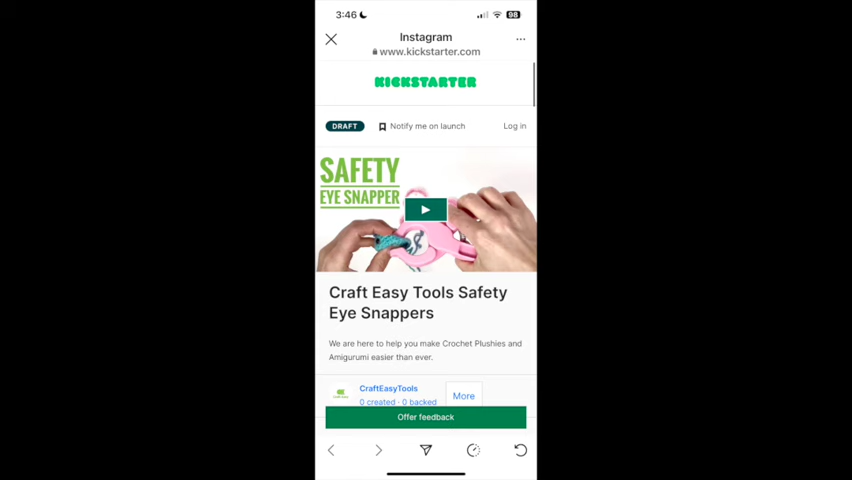 3:46
98
Instagram
www.kickstarter.com
KICKSTARTER
DRAFT
Notify me on launch
Log in
SAFETY
EYE SNAPPER
Craft Easy Tools Safety
Eye Snappers
We are here to help you make Crochet Plushies and
Amigurumi easier than ever.
CraftEasyTools
0 created · 0 backed
More
Offer feedback